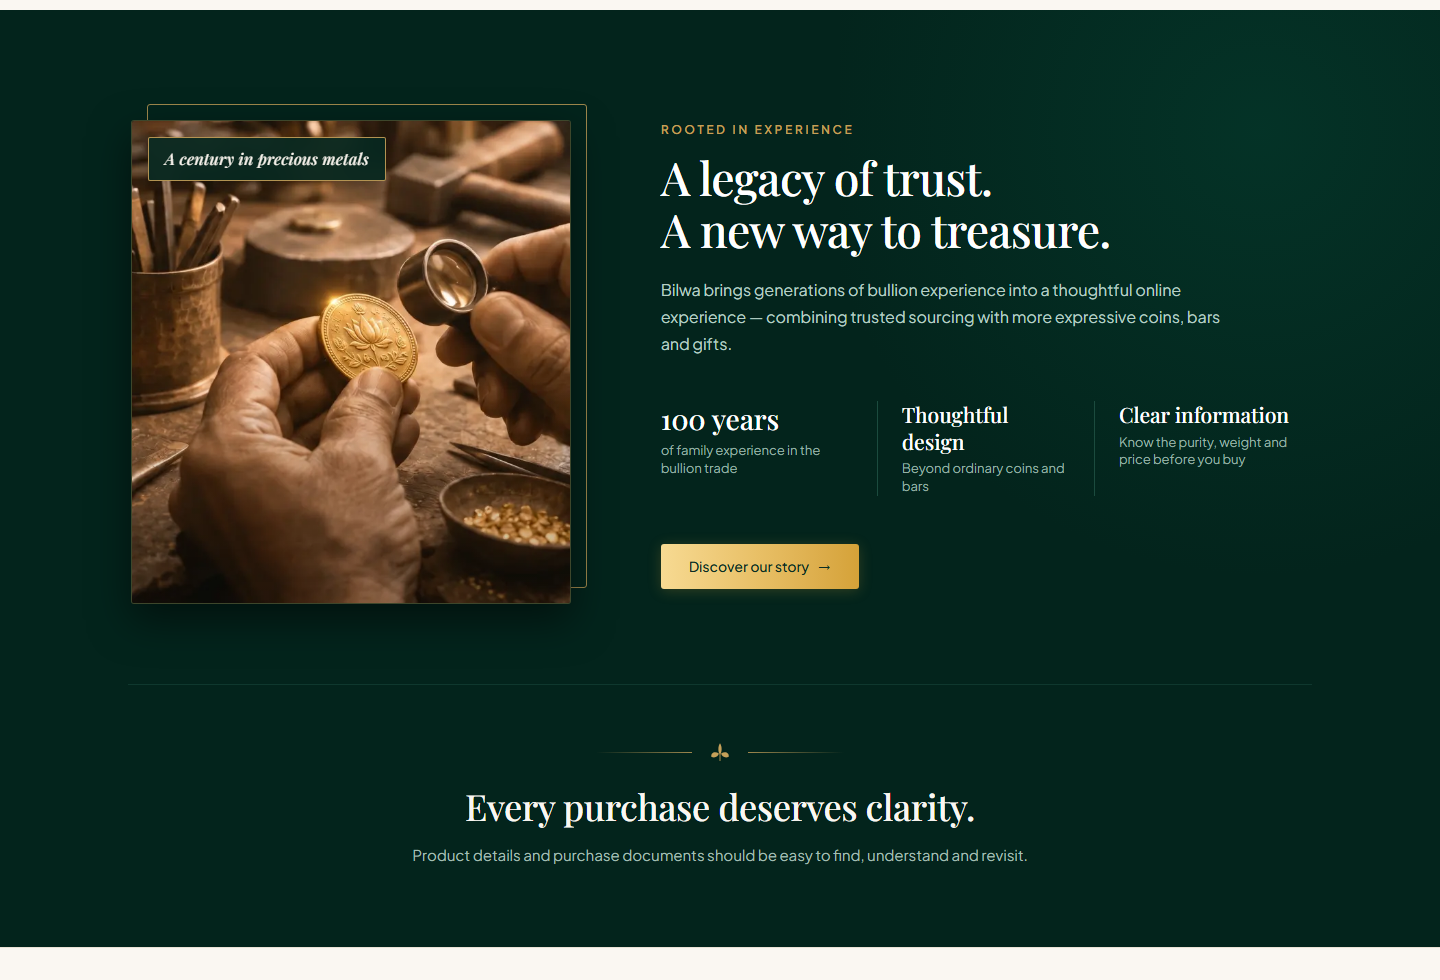 A century in precious metals
ROOTED IN EXPERIENCE
A legacy of trust.
A new way to treasure.
Bilwa brings generations of bullion experience into a thoughtful online
experience — combining trusted sourcing with more expressive coins, bars
and gifts.
100 years
of family experience in the
bullion trade
Thoughtful
design
Beyond ordinary coins and
bars
Clear information
Know the purity, weight and
price before you buy
Discover our story →
Every purchase deserves clarity.
Product details and purchase documents should be easy to find, understand and revisit.